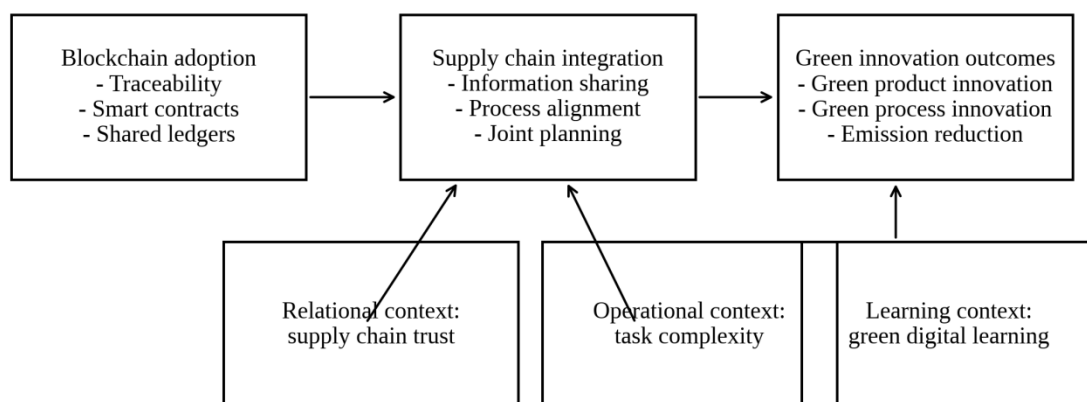 Blockchain adoption
- Traceability
- Smart contracts
- Shared ledgers
Supply chain integration
- Information sharing
- Process alignment
- Joint planning
Green innovation outcomes
- Green product innovation
- Green process innovation
- Emission reduction
Relational context:
supply chain trust
Operational context:
task complexity
Learning context:
green digital learning